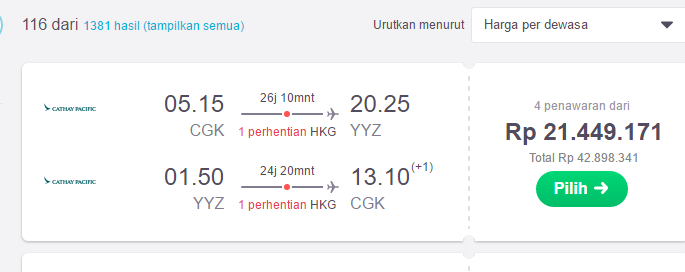 116 dari 1381 hasil (tampilkan semua)
Urutkan menurut Harga per dewasa
CATHAY PACIFIC
05.15 26j 10mnt 20.25
CGK 1 perhentian HKG YYZ
CATHAY PACIFIC
01.50 24j 20mnt 13.10 (+1)
YYZ 1 perhentian HKG CGK
4 penawaran dari
Rp 21.449.171
Total Rp 42.898.341
Pilih →